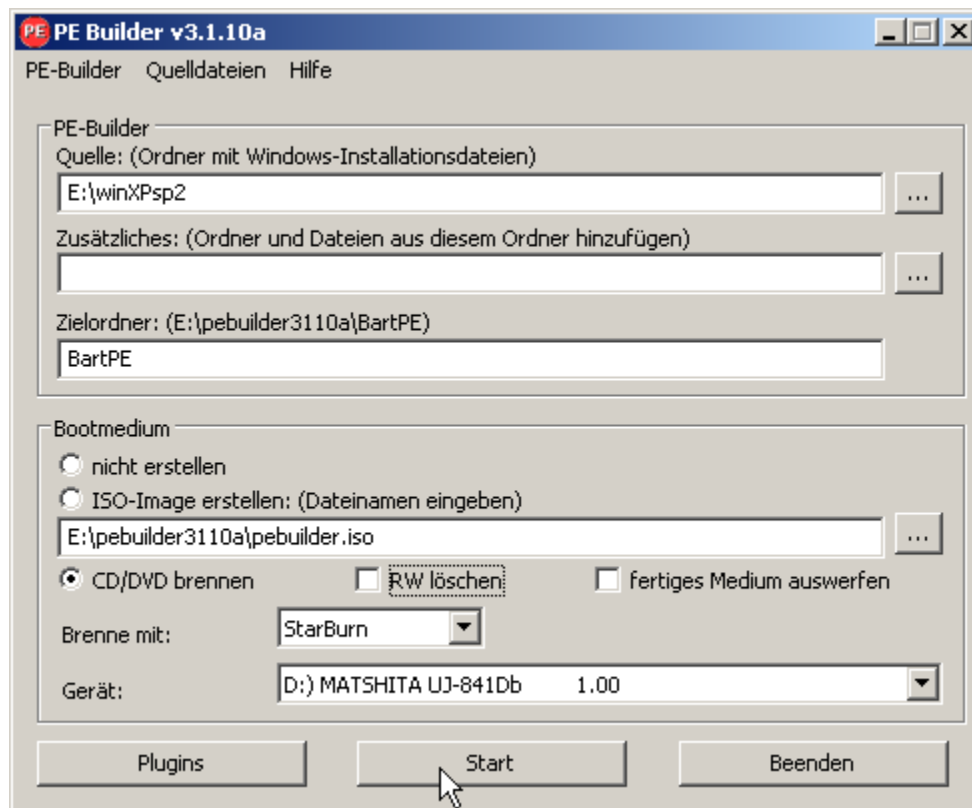 PE PE Builder v3.1.10a
PE-Builder Quelldateien Hilfe
PE-Builder
Quelle: (Ordner mit Windows-Installationsdateien)
E:\winXPsp2
...
Zusätzliches: (Ordner und Dateien aus diesem Ordner hinzufügen)
...
Zielordner: (E:\pebuilder3110a\BartPE)
BartPE
Bootmedium
nicht erstellen
ISO-Image erstellen: (Dateinamen eingeben)
E:\pebuilder3110a\pebuilder.iso
...
CD/DVD brennen RW löschen fertiges Medium auswerfen
Brenne mit: StarBurn
Gerät: D:) MATSHITA UJ-841Db 1.00
Plugins Start Beenden